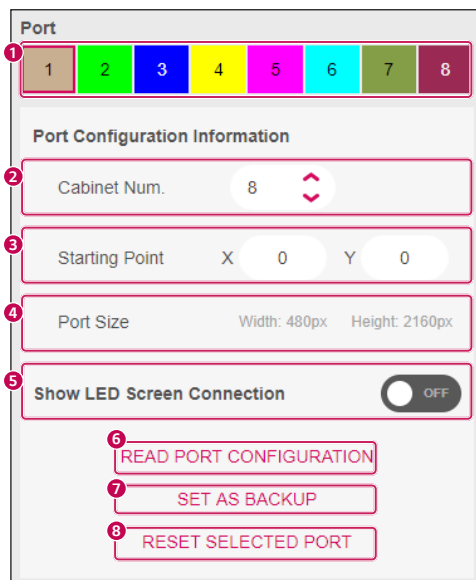 Port
1
1 2 3 4 5 6 7 8
Port Configuration Information
2
Cabinet Num. 8
3
Starting Point X 0 Y 0
4
Port Size Width: 480px Height: 2160px
5
Show LED Screen Connection OFF
6
READ PORT CONFIGURATION
7
SET AS BACKUP
8
RESET SELECTED PORT